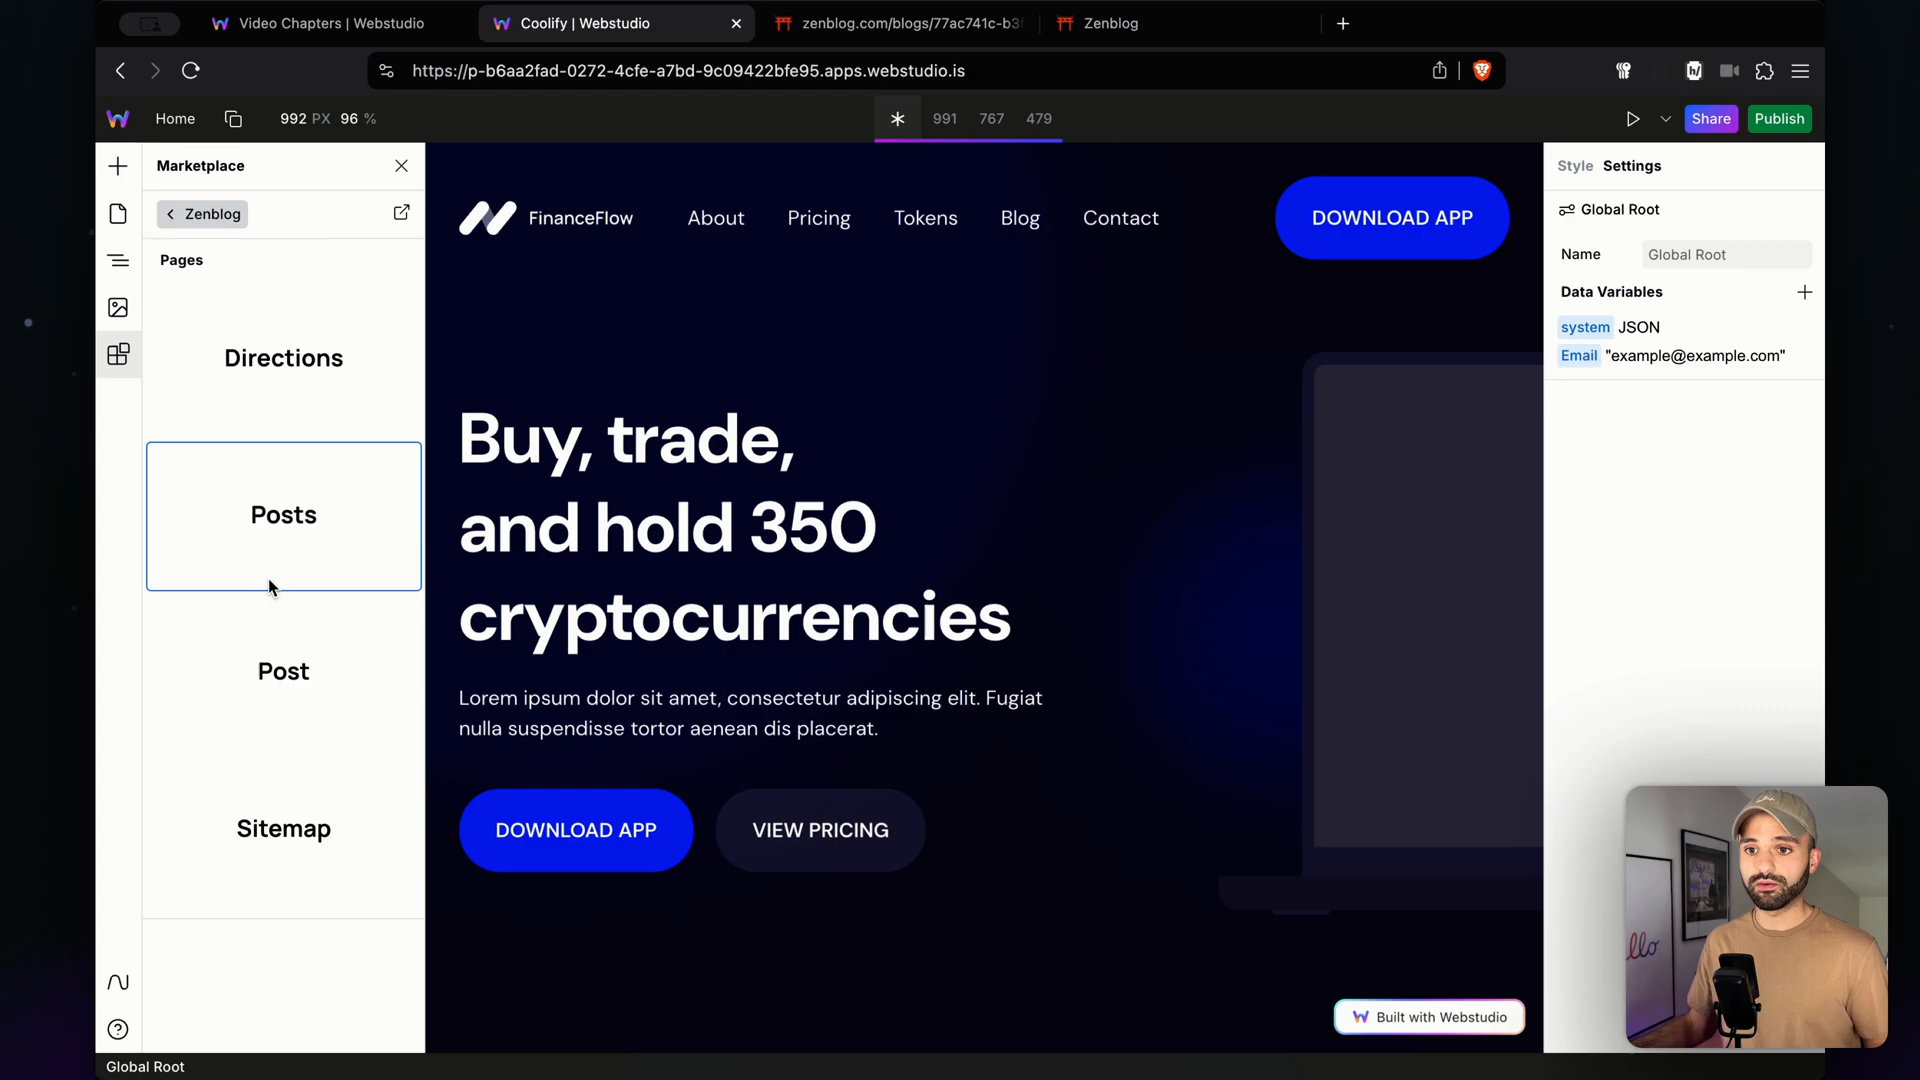 Video Chapters | Webstudio
Coolify | Webstudio
zenblog.com/blogs/77ac741c-b3
Zenblog
https://p-b6aa2fad-0272-4cfe-a7bd-9c09422bfe95.apps.webstudio.is
Home
992 PX 96 %
991
767
479
Share
Publish
Marketplace
Zenblog
Pages
Directions
Posts
Post
Sitemap
FinanceFlow
About
Pricing
Tokens
Blog
Contact
DOWNLOAD APP
Buy, trade,
and hold 350
cryptocurrencies
Lorem ipsum dolor sit amet, consectetur adipiscing elit. Fugiat
nulla suspendisse tortor aenean dis placerat.
DOWNLOAD APP
VIEW PRICING
Built with Webstudio
Style Settings
Global Root
Name Global Root
Data Variables
system JSON
Email "example@example.com"
Global Root